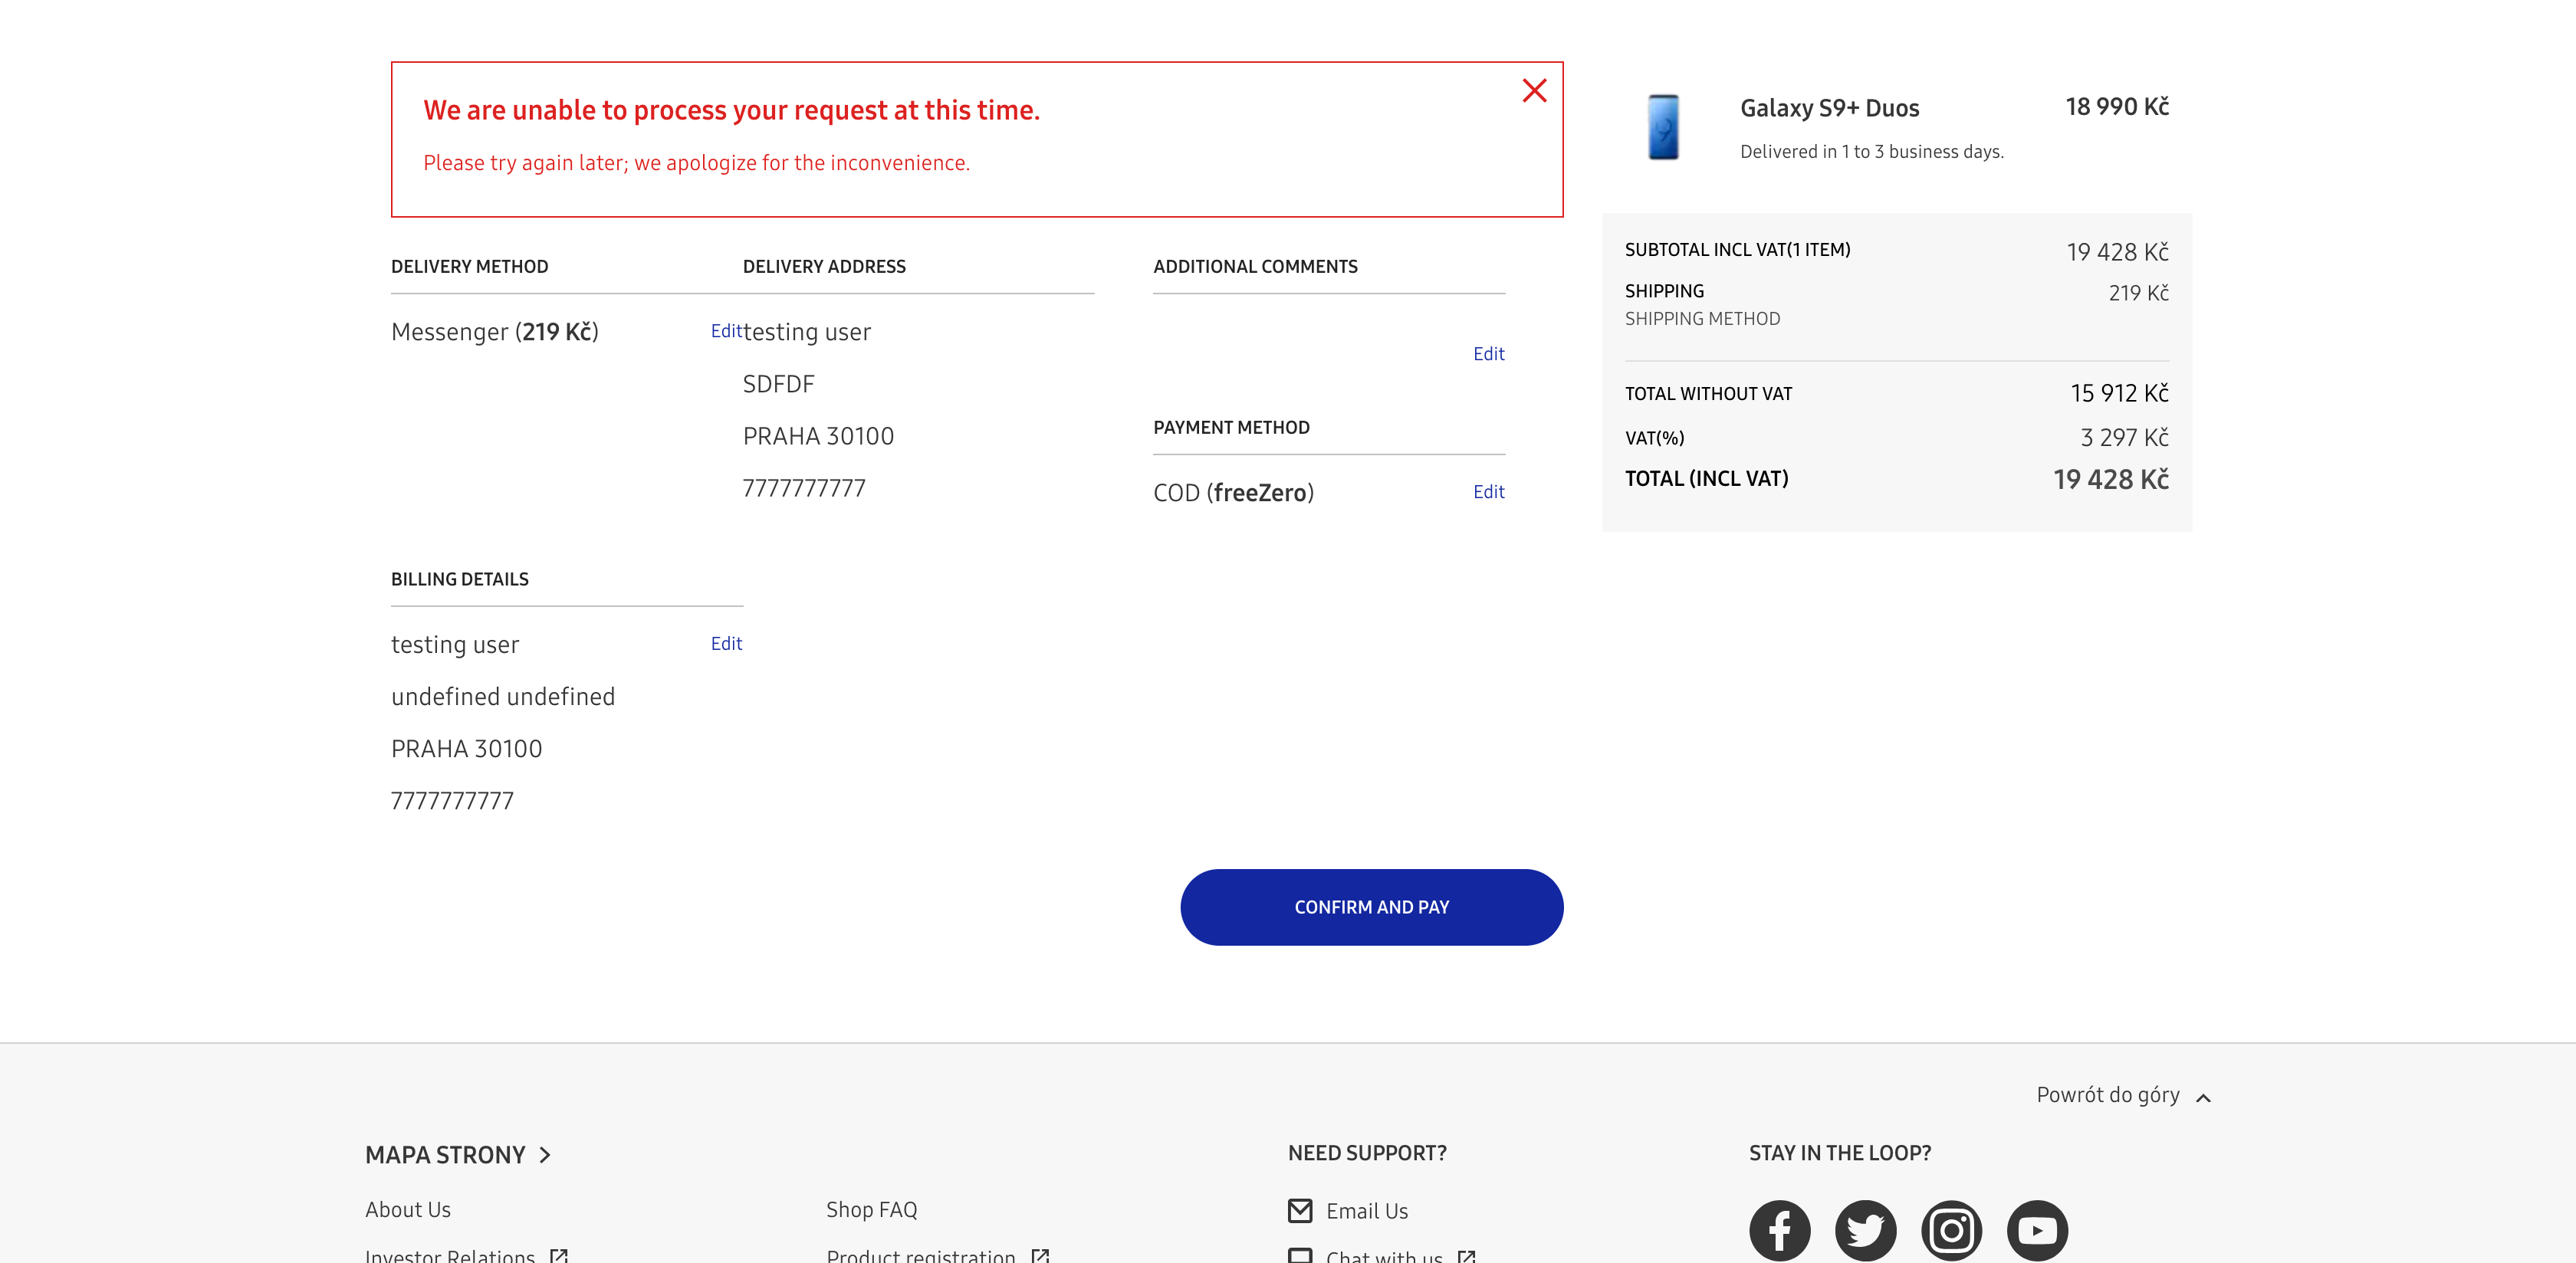 We are unable to process your request at this time.
Please try again later; we apologize for the inconvenience.
DELIVERY METHOD
Messenger (219 Kč)
Edit
DELIVERY ADDRESS
testing user
SDFDF
PRAHA 30100
7777777777
ADDITIONAL COMMENTS
Edit
PAYMENT METHOD
COD (freeZero)
Edit
BILLING DETAILS
testing user
Edit
undefined undefined
PRAHA 30100
7777777777
CONFIRM AND PAY
Galaxy S9+ Duos
18 990 Kč
Delivered in 1 to 3 business days.
SUBTOTAL INCL VAT(1 ITEM)
19 428 Kč
SHIPPING
219 Kč
SHIPPING METHOD
TOTAL WITHOUT VAT
15 912 Kč
VAT(%)
3 297 Kč
TOTAL (INCL VAT)
19 428 Kč
Powrót do góry
MAPA STRONY
About Us
Investor Relations
Shop FAQ
Product registration
NEED SUPPORT?
Email Us
Chat with us
STAY IN THE LOOP?